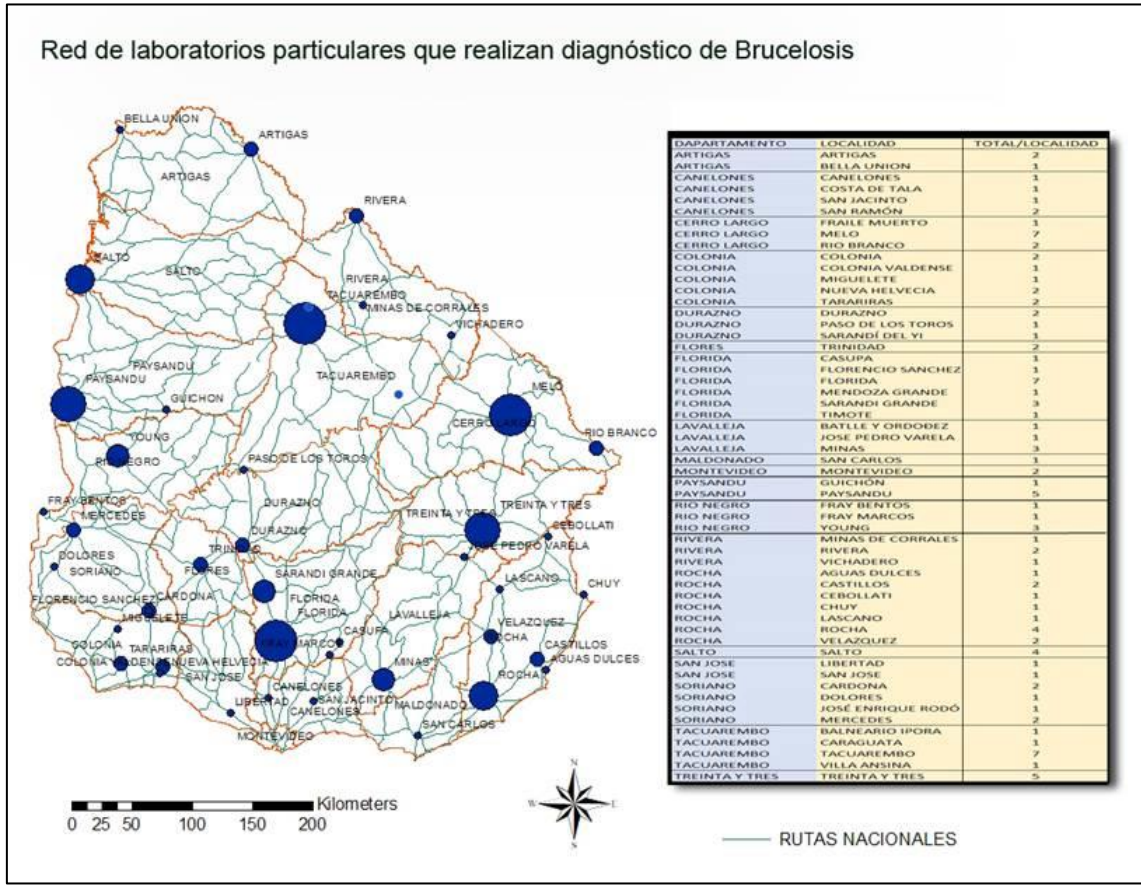 Red de laboratorios particulares que realizan diagnóstico de Brucelosis
BELLA UNION
ARTIGAS
ARTIGAS
RIVERA
SALTO
SALTO
RIVERA
TACUAREMBO
MINAS DE CORRALES
VICHADERO
PAYSANDU
PAYSANDU
TACUAREMBO
GUICHON
MELO
CERRO LARGO
YOUNG
RIO BRANCO
RIO NEGRO
PASO DE LOS TOROS
FRAY BENTOS
MERCEDES
DURAZNO
TREINTA Y TRES
TREINTA Y TRES
CEBOLLATI
DURAZNO
DOLORES
TRINIDAD
JOSE PEDRO VARELA
SORIANO
FLORES
SARANDI GRANDE
LASCANO
CHUY
FLORENCIO SANCHEZ
CARDONA
FLORIDA
FLORIDA
LAVALLEJA
MIGUELETE
VELAZQUEZ
ROCHA
COLONIA
FRAY MARCOS
CASUPA
CASTILLOS
TARARIRAS
COLONIA VALDENSE
NUEVA HELVECIA
MINAS
AGUAS DULCES
SAN JOSE
ROCHA
CANELONES
LIBERTAD
SAN JACINTO
MALDONADO
CANELONES
SAN CARLOS
MONTEVIDEO
DAPARTAMENTO LOCALIDAD TOTAL/LOCALIDAD
ARTIGAS ARTIGAS 2
ARTIGAS BELLA UNION 1
CANELONES CANELONES 1
CANELONES COSTA DE TALA 1
CANELONES SAN JACINTO 1
CANELONES SAN RAMÓN 2
CERRO LARGO FRAILE MUERTO 1
CERRO LARGO MELO 7
CERRO LARGO RIO BRANCO 2
COLONIA COLONIA 2
COLONIA COLONIA VALDENSE 1
COLONIA MIGUELETE 1
COLONIA NUEVA HELVECIA 2
COLONIA TARARIRAS 2
DURAZNO DURAZNO 2
DURAZNO PASO DE LOS TOROS 1
DURAZNO SARANDÍ DEL YI 1
FLORES TRINIDAD 2
FLORIDA CASUPA 1
FLORIDA FLORENCIO SANCHEZ 1
FLORIDA FLORIDA 7
FLORIDA MENDOZA GRANDE 1
FLORIDA SARANDI GRANDE 3
FLORIDA TIMOTE 1
LAVALLEJA BATLLE Y ORDODEZ 1
LAVALLEJA JOSE PEDRO VARELA 1
LAVALLEJA MINAS 3
MALDONADO SAN CARLOS 1
MONTEVIDEO MONTEVIDEO 2
PAYSANDU GUICHÓN 1
PAYSANDU PAYSANDU 5
RIO NEGRO FRAY BENTOS 1
RIO NEGRO FRAY MARCOS 1
RIO NEGRO YOUNG 3
RIVERA MINAS DE CORRALES 1
RIVERA RIVERA 2
RIVERA VICHADERO 1
ROCHA AGUAS DULCES 1
ROCHA CASTILLOS 2
ROCHA CEBOLLATI 1
ROCHA CHUY 1
ROCHA LASCANO 1
ROCHA ROCHA 4
ROCHA VELAZQUEZ 2
SALTO SALTO 4
SAN JOSE LIBERTAD 1
SAN JOSE SAN JOSE 1
SORIANO CARDONA 2
SORIANO DOLORES 1
SORIANO JOSÉ ENRIQUE RODÓ 1
SORIANO MERCEDES 2
TACUAREMBO BALNEARIO IPORA 1
TACUAREMBO CARAGUATA 1
TACUAREMBO TACUAREMBO 7
TACUAREMBO VILLA ANSINA 1
TREINTA Y TRES TREINTA Y TRES 5
Kilometers
0 25 50 100 150 200
N
W E
S
RUTAS NACIONALES